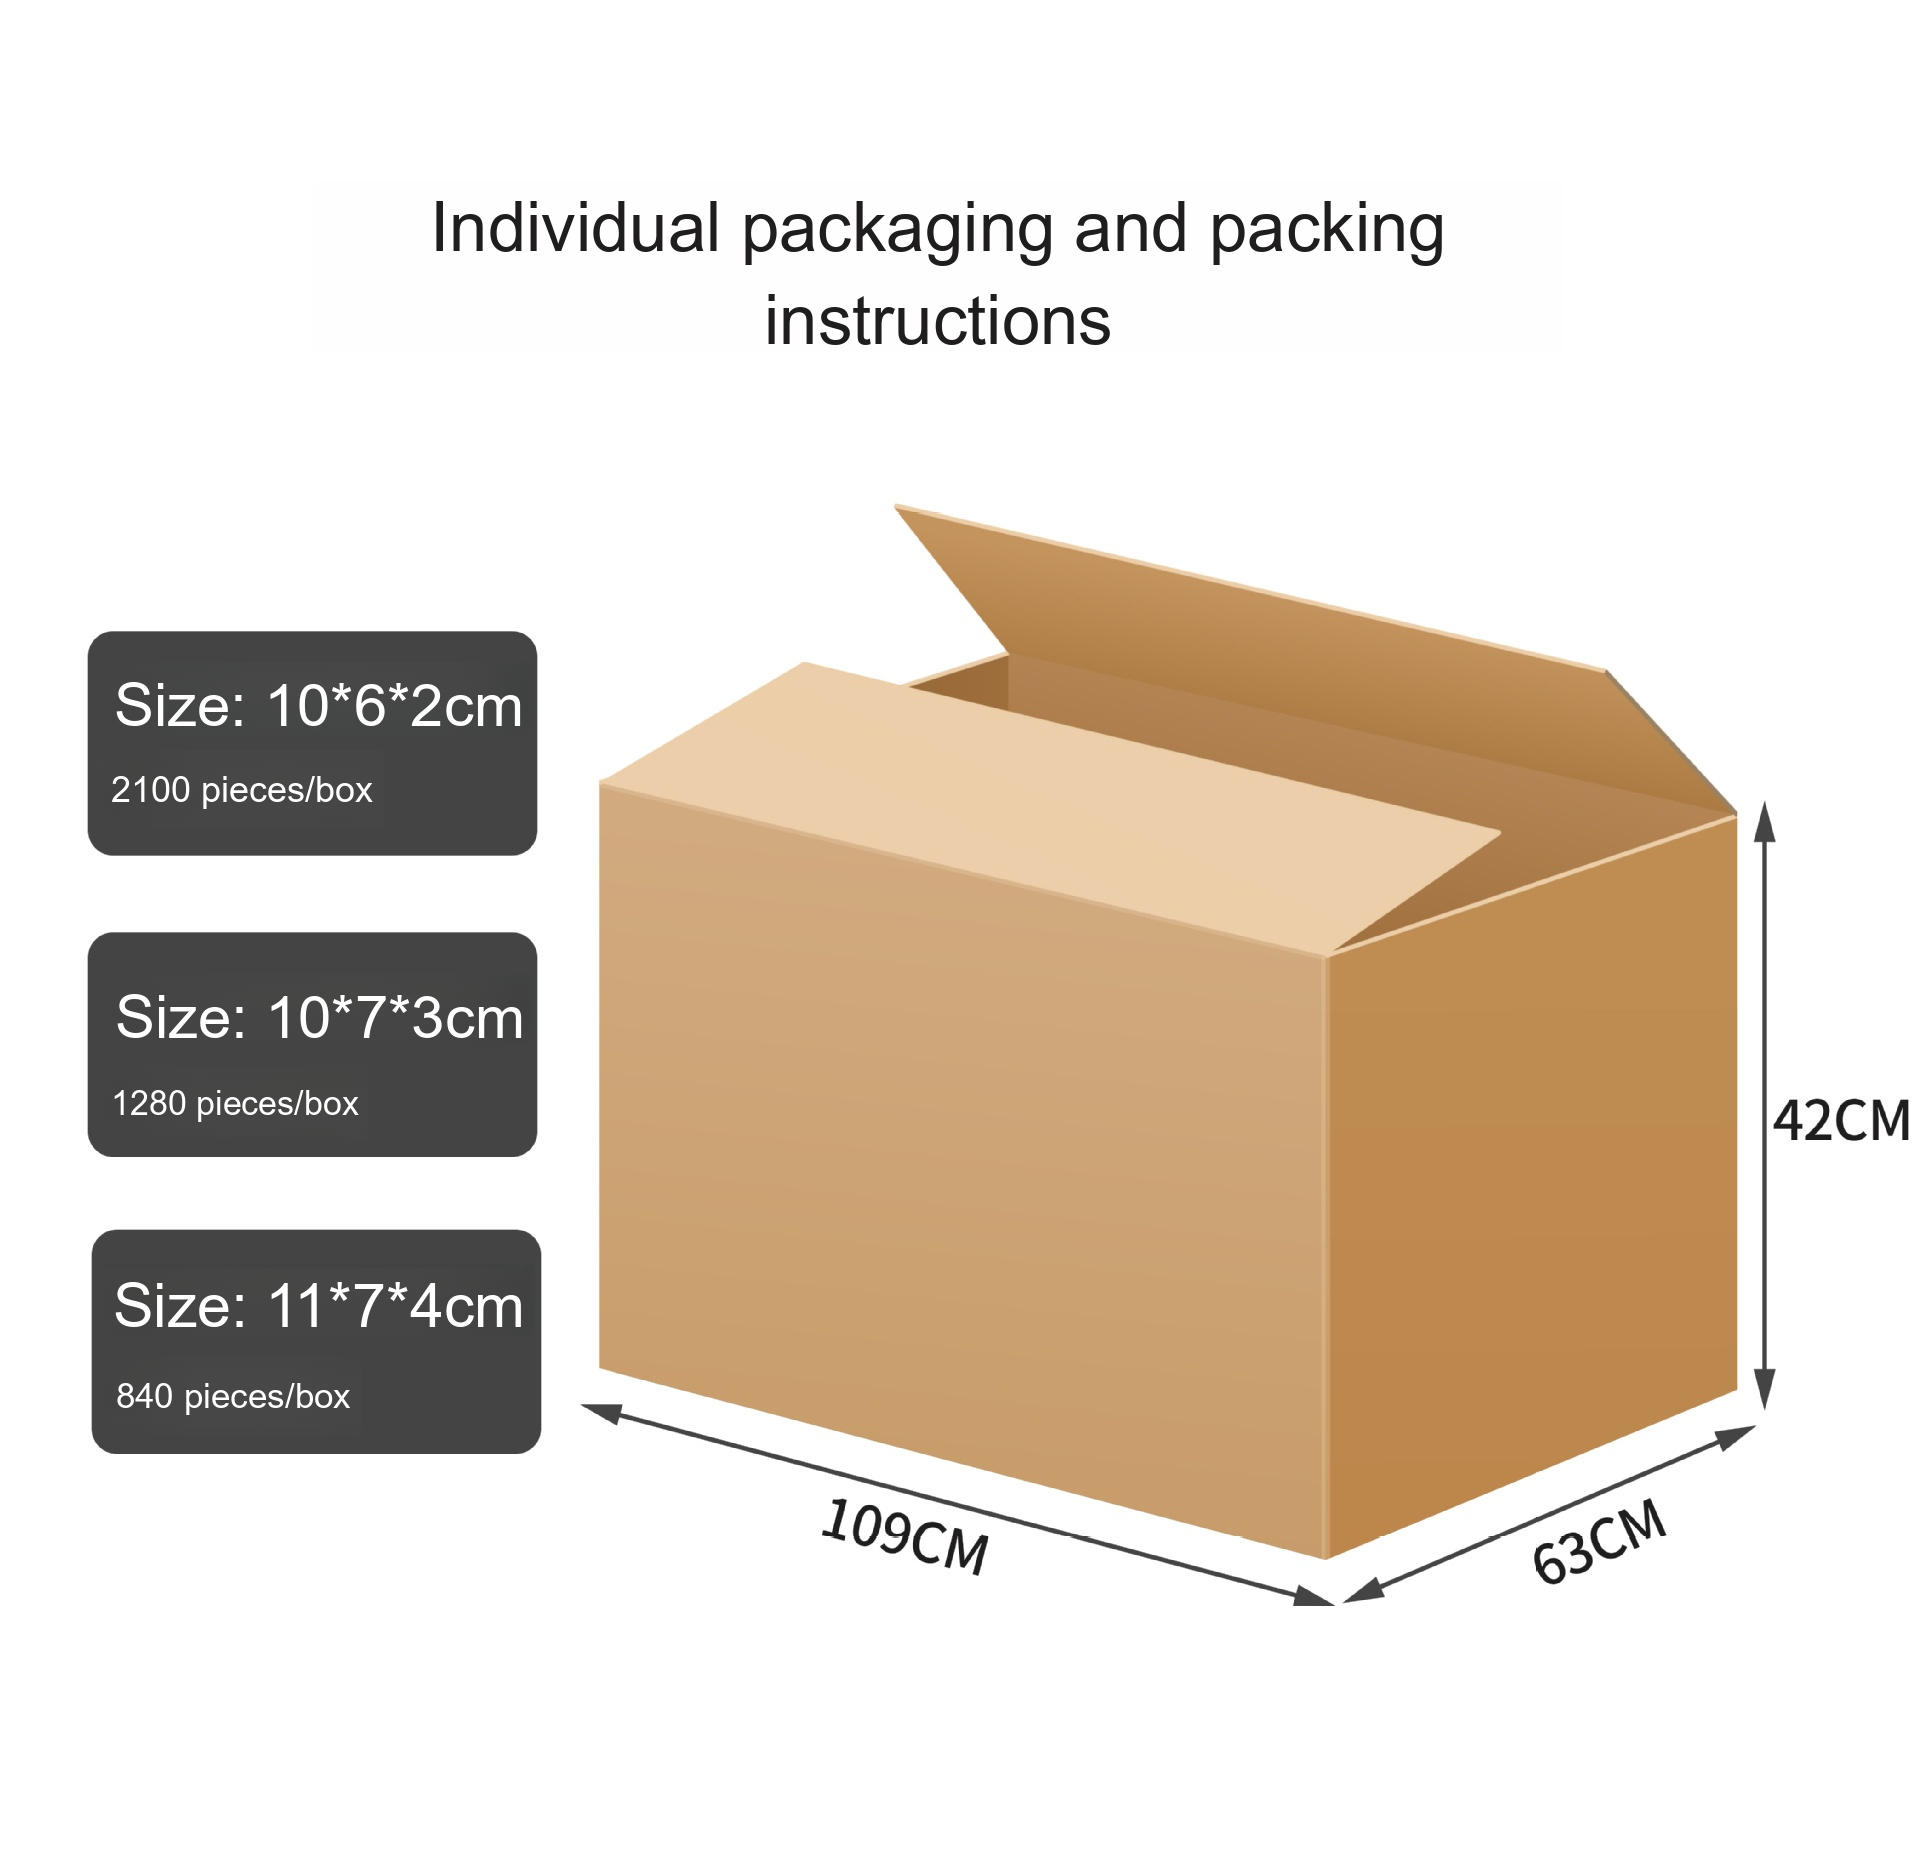 Individual packaging and packing
instructions
Size: 10*6*2cm
2100 pieces/box
Size: 10*7*3cm
1280 pieces/box
Size: 11*7*4cm
840 pieces/box
42CM
109CM
63CM